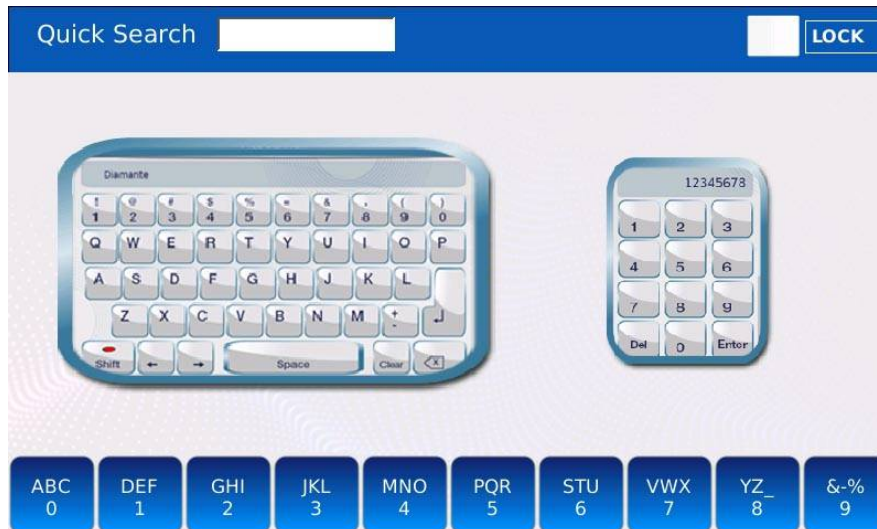 Quick Search
LOCK
Diamante
12345678
! @ # $ % = & . ( )
1 2 3 4 5 6 7 8 9 0
1 2 3
Q W E R T Y U I O P
4 5 6
A S D F G H J K L
7 8 9
Z X C V B N M + -
Del 0 Enter
Shift ← → Space Clear X
ABC DEF GHI JKL MNO PQR STU VWX YZ_ &-%
0 1 2 3 4 5 6 7 8 9